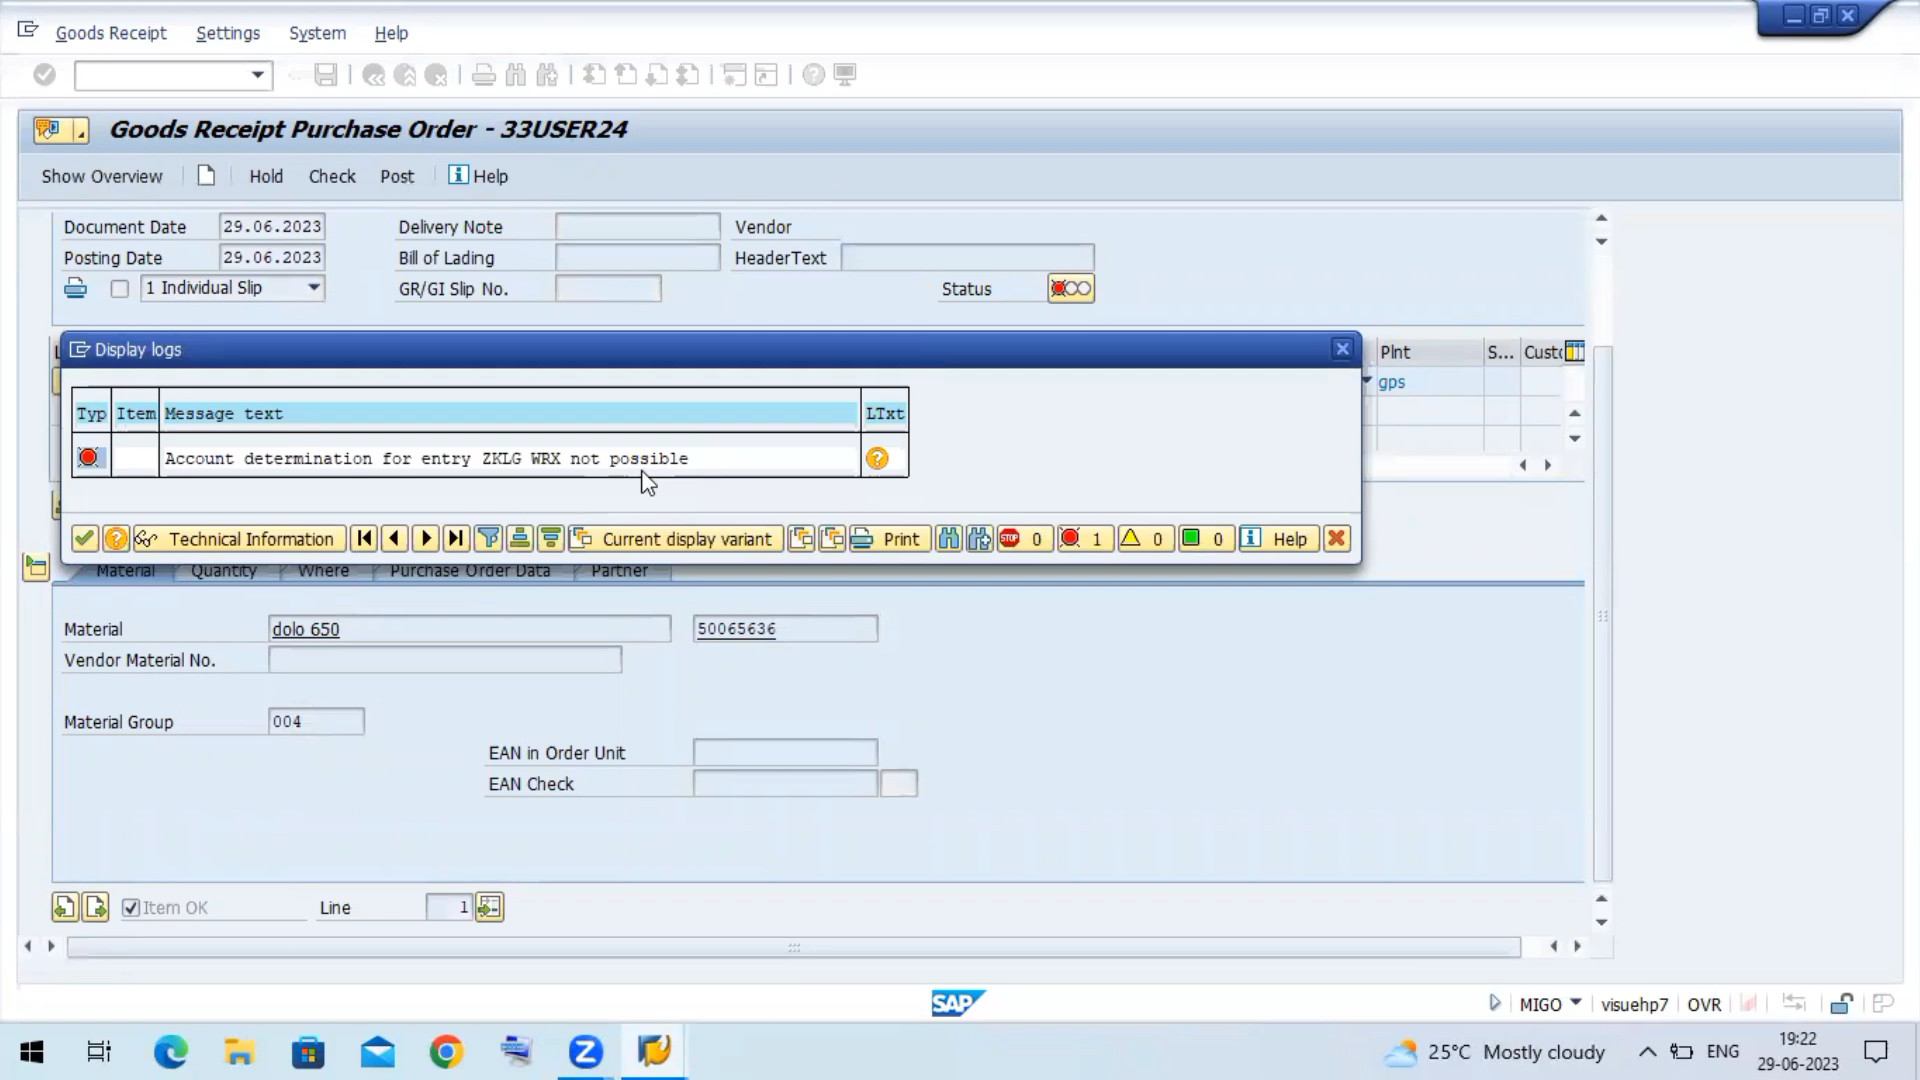 Goods Receipt Settings System Help
Goods Receipt Purchase Order - 33USER24
Show Overview Hold Check Post Help
Document Date 29.06.2023 Delivery Note Vendor
Posting Date 29.06.2023 Bill of Lading HeaderText
1 Individual Slip GR/GI Slip No. Status
Display logs
Plnt S... Custo
gps
Typ Item Message text LTxt
Account determination for entry ZKLG WRX not possible
Technical Information Current display variant Print STOP 0 1 0 0 Help
Material Quantity Where Purchase Order Data Partner
Material dolo 650 50065636
Vendor Material No.
Material Group 004
EAN in Order Unit
EAN Check
Item OK Line 1
SAP MIGO visuehp7 OVR
25°C Mostly cloudy ENG 19:22
29-06-2023